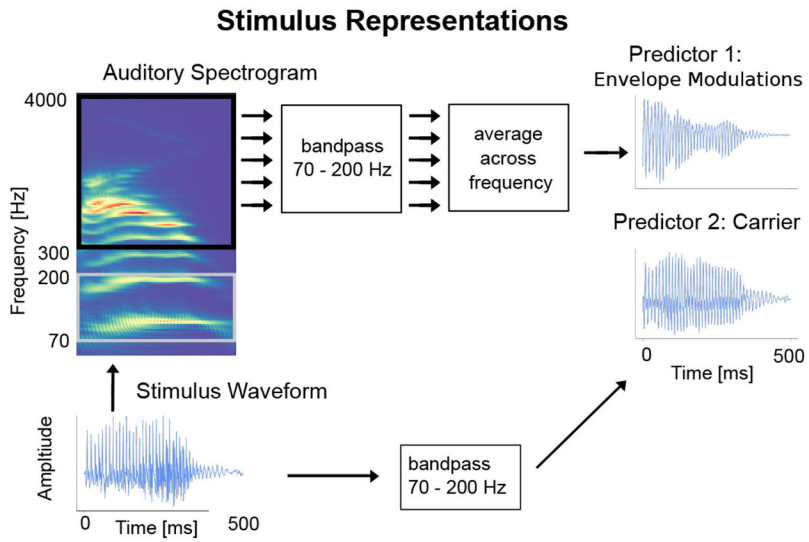 Stimulus Representations
Auditory Spectrogram
Predictor 1:
Envelope Modulations
4000
300
200
70
Frequency [Hz]
bandpass
70 - 200 Hz
average
across
frequency
Predictor 2: Carrier
0
500
Time [ms]
Stimulus Waveform
Ampltiude
0
500
Time [ms]
bandpass
70 - 200 Hz